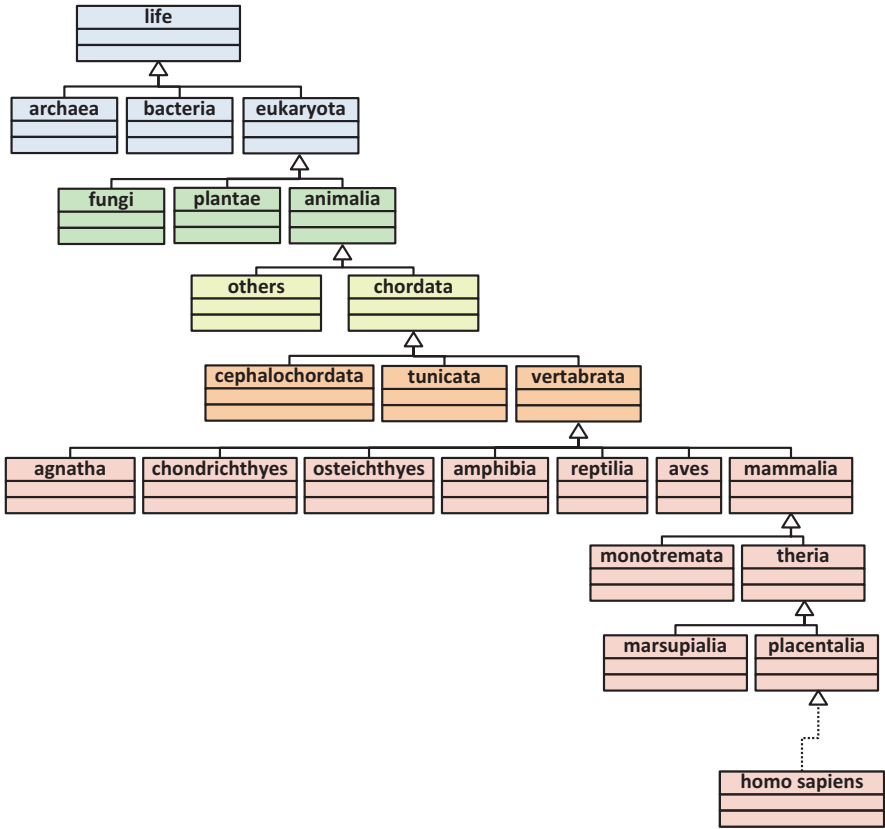 life
archaea
bacteria
eukaryota
fungi
plantae
animalia
others
chordata
cephalochordata
tunicata
vertabrata
agnatha
chondrichthyes
osteichthyes
amphibia
reptilia
aves
mammalia
monotremata
theria
marsupialia
placentalia
homo sapiens